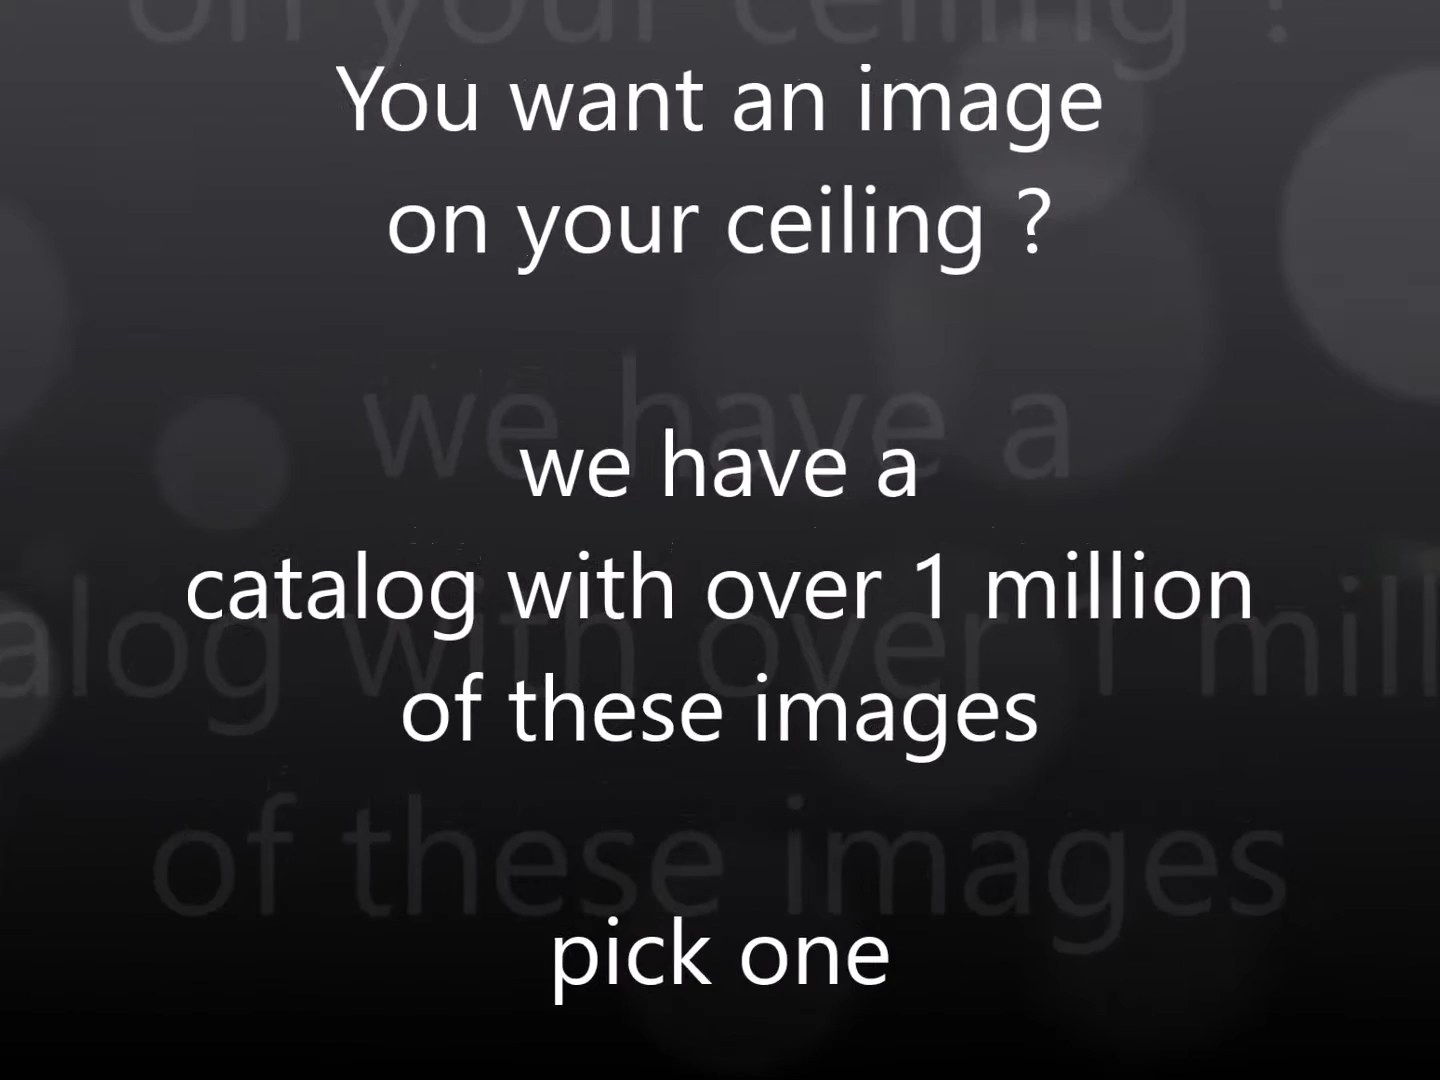 You want an image
on your ceiling ?
we have a
catalog with over 1 million
of these images
pick one